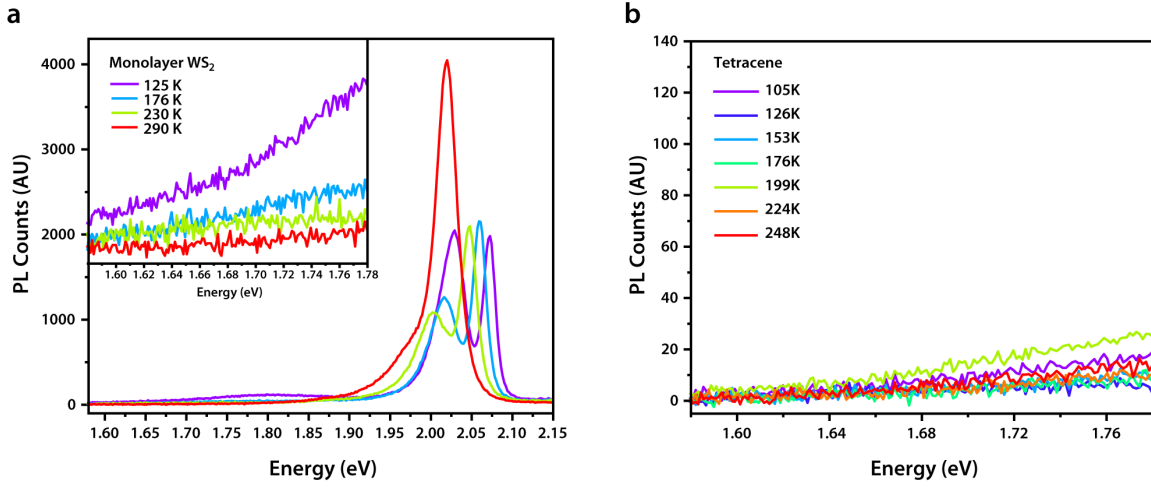 a
Monolayer WS2
125 K
176 K
230 K
290 K
1.60 1.62 1.64 1.66 1.68 1.70 1.72 1.74 1.76 1.78
Energy (eV)
4000
3000
2000
1000
0
PL Counts (AU)
1.60 1.65 1.70 1.75 1.80 1.85 1.90 1.95 2.00 2.05 2.10 2.15
Energy (eV)
b
Tetracene
105K
126K
153K
176K
199K
224K
248K
140
120
100
80
60
40
20
0
PL Counts (AU)
1.60 1.64 1.68 1.72 1.76
Energy (eV)